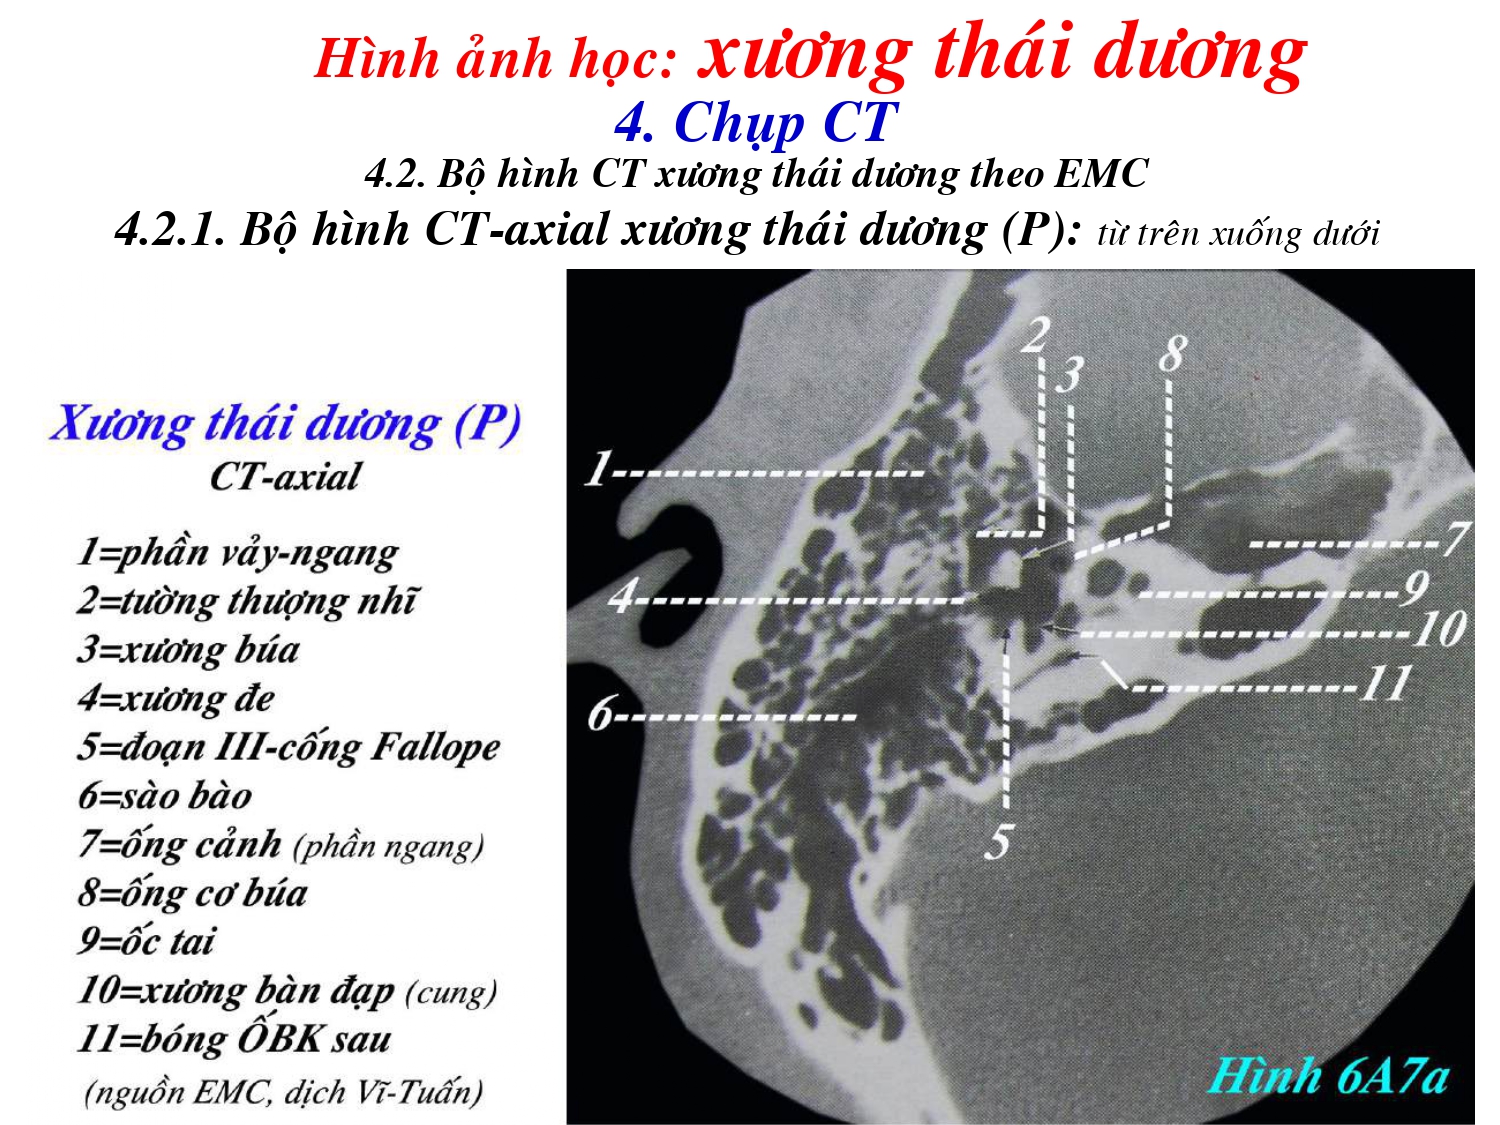 Hình ảnh học: xương thái dương
4. Chụp CT
4.2. Bộ hình CT xương thái dương theo EMC
4.2.1. Bộ hình CT-axial xương thái dương (P): từ trên xuống dưới
Xương thái dương (P)
CT-axial
1=phần vảy-ngang
2=tường thượng nhĩ
3=xương búa
4=xương đe
5=đoạn III-cống Fallope
6=sào bào
7=ống cảnh (phần ngang)
8=ống cơ búa
9=ốc tai
10=xương bàn đạp (cung)
11=bóng ỐBK sau
(nguồn EMC, dịch Vĩ-Tuấn)
2
3
8
1
7
4
9
10
11
6
5
Hình 6A7a